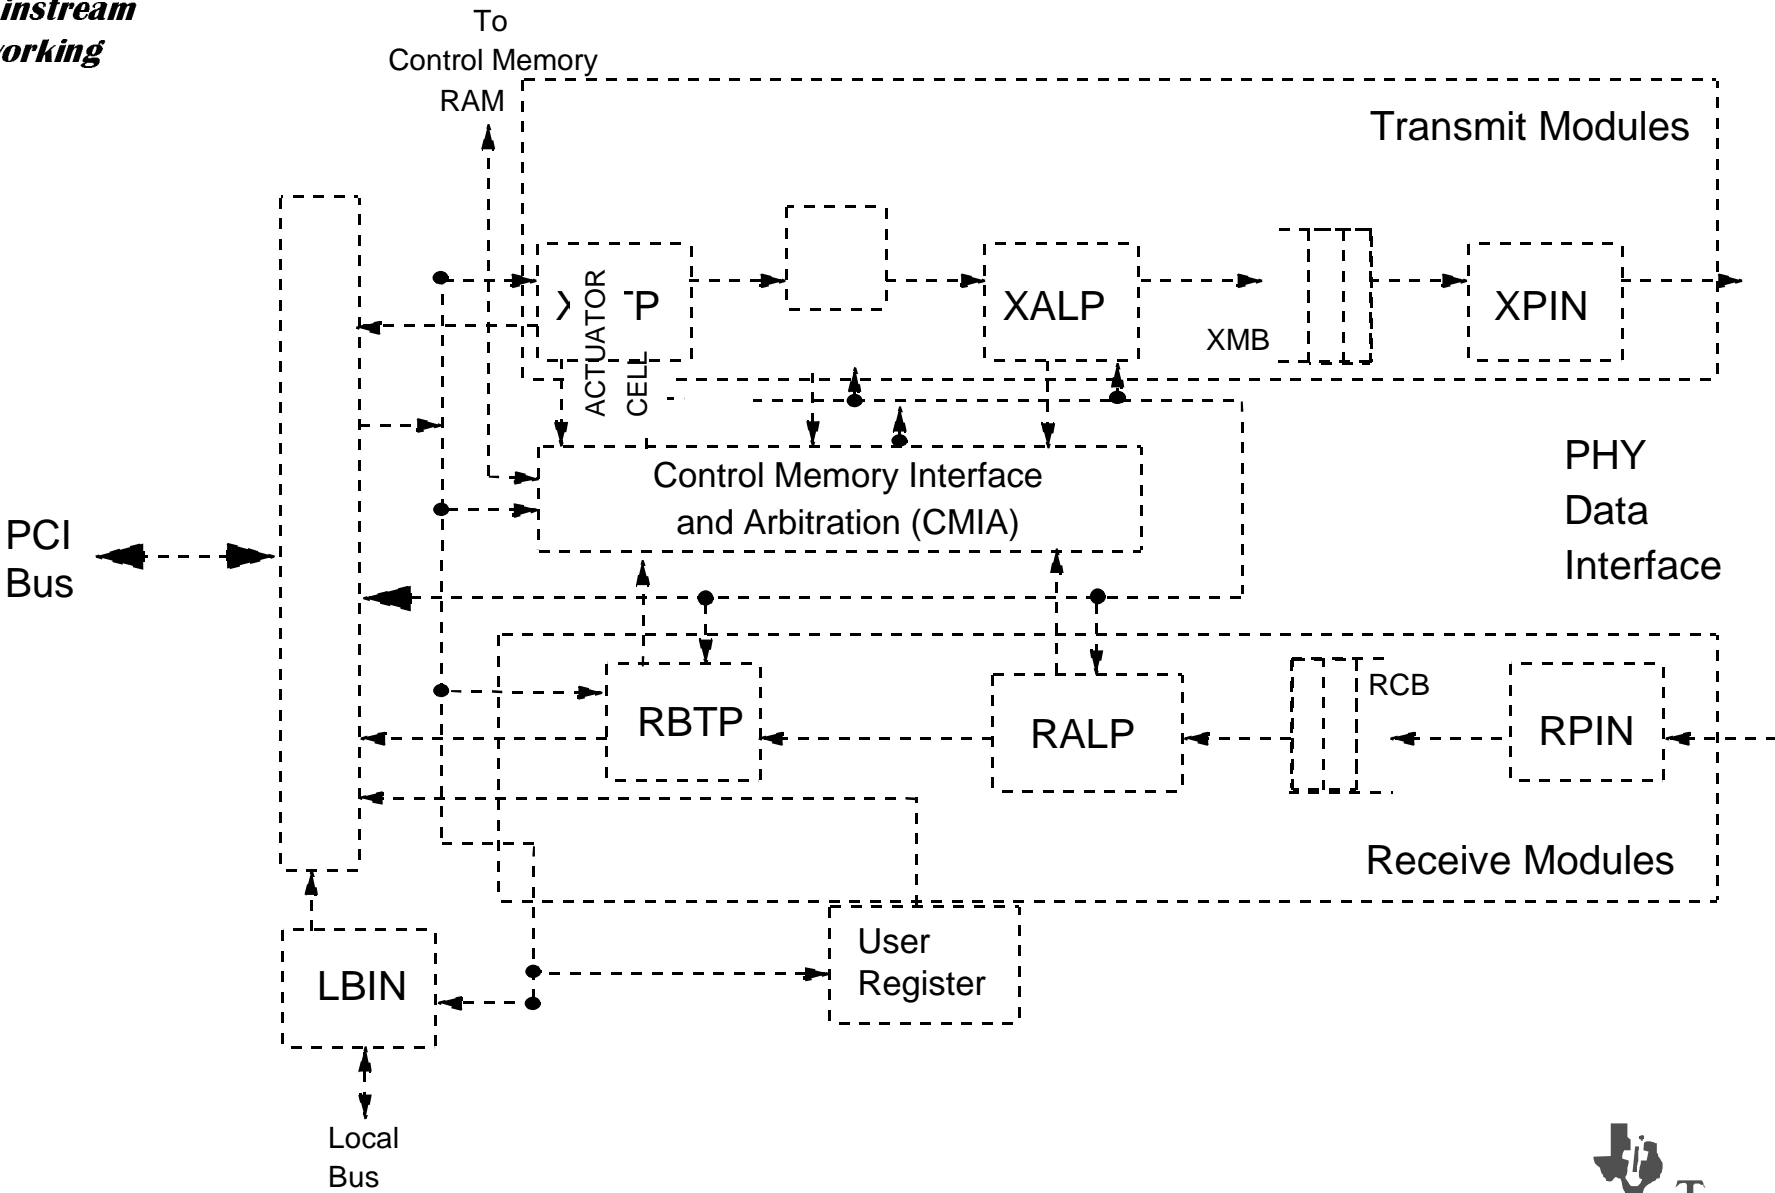 instream
orking
To
Control Memory
RAM
Transmit Modules
ACTUATOR
CELL
XALP
XMB
XPIN
Control Memory Interface
and Arbitration (CMIA)
PHY
Data
Interface
PCI
Bus
RBTP
RALP
RCB
RPIN
Receive Modules
User
Register
LBIN
Local
Bus